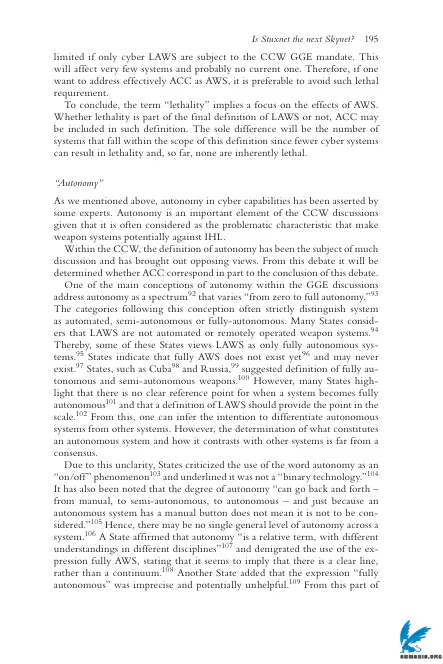 Is Stuxnet the next Skynet? 195
limited if only cyber LAWS are subject to the CCW GGE mandate. This
will affect very few systems and probably no current one. Therefore, if one
want to address effectively ACC as AWS, it is preferable to avoid such lethal
requirement.
To conclude, the term “lethality” implies a focus on the effects of AWS.
Whether lethality is part of the final definition of LAWS or not, ACC may
be included in such definition. The sole difference will be the number of
systems that fall within the scope of this definition since fewer cyber systems
can result in lethality and, so far, none are inherently lethal.
“Autonomy”
As we mentioned above, autonomy in cyber capabilities has been asserted by
some experts. Autonomy is an important element of the CCW discussions
given that it is often considered as the problematic characteristic that make
weapon systems potentially against IHL.
Within the CCW, the definition of autonomy has been the subject of much
discussion and has brought out opposing views. From this debate it will be
determined whether ACC correspond in part to the conclusion of this debate.
One of the main conceptions of autonomy within the GGE discussions
address autonomy as a spectrum92 that varies “from zero to full autonomy.”93
The categories following this conception often strictly distinguish system
as automated, semi-autonomous or fully-autonomous. Many States consid-
ers that LAWS are not automated or remotely operated weapon systems.94
Thereby, some of these States views LAWS as only fully autonomous sys-
tems.95 States indicate that fully AWS does not exist yet96 and may never
exist.97 States, such as Cuba98 and Russia,99 suggested definition of fully au-
tonomous and semi-autonomous weapons.100 However, many States high-
light that there is no clear reference point for when a system becomes fully
autonomous101 and that a definition of LAWS should provide the point in the
scale.102 From this, one can infer the intention to differentiate autonomous
systems from other systems. However, the determination of what constitutes
an autonomous system and how it contrasts with other systems is far from a
consensus.
Due to this unclarity, States criticized the use of the word autonomy as an
“on/off” phenomenon103 and underlined it was not a “binary technology.”104
It has also been noted that the degree of autonomy “can go back and forth –
from manual, to semi-autonomous, to autonomous – and just because an
autonomous system has a manual button does not mean it is not to be con-
sidered.”105 Hence, there may be no single general level of autonomy across a
system.106 A State affirmed that autonomy “is a relative term, with different
understandings in different disciplines”107 and denigrated the use of the ex-
pression fully AWS, stating that it seems to imply that there is a clear line,
rather than a continuum.108 Another State added that the expression “fully
autonomous” was imprecise and potentially unhelpful.109 From this part of